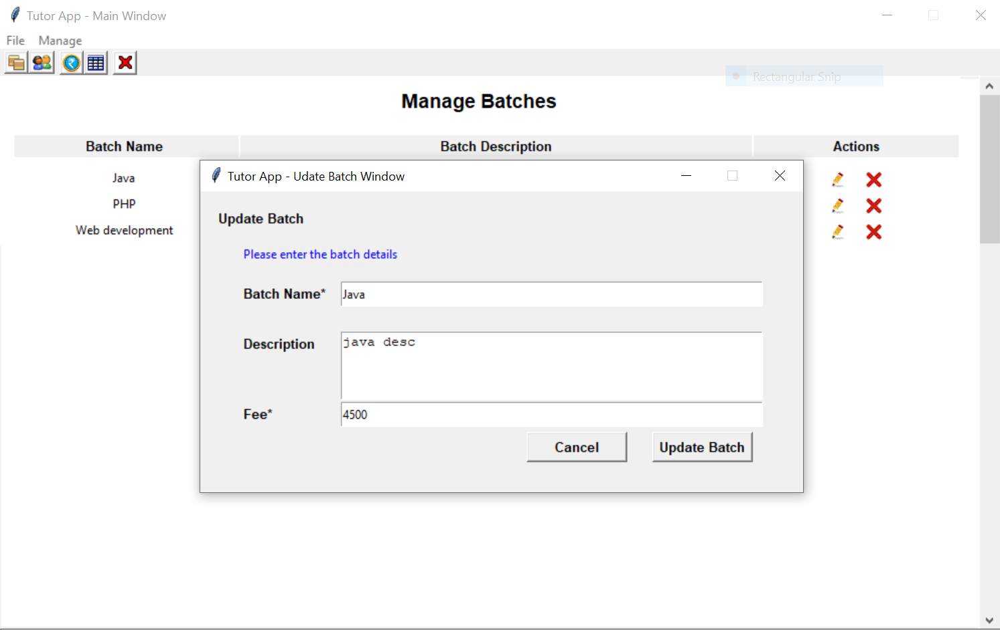 Tutor App - Main Window
File Manage
Rectangular Snip
Manage Batches
Batch Name Batch Description Actions
Java
PHP
Web development
Tutor App - Udate Batch Window
Update Batch
Please enter the batch details
Batch Name* Java
Description java desc
Fee* 4500
Cancel Update Batch